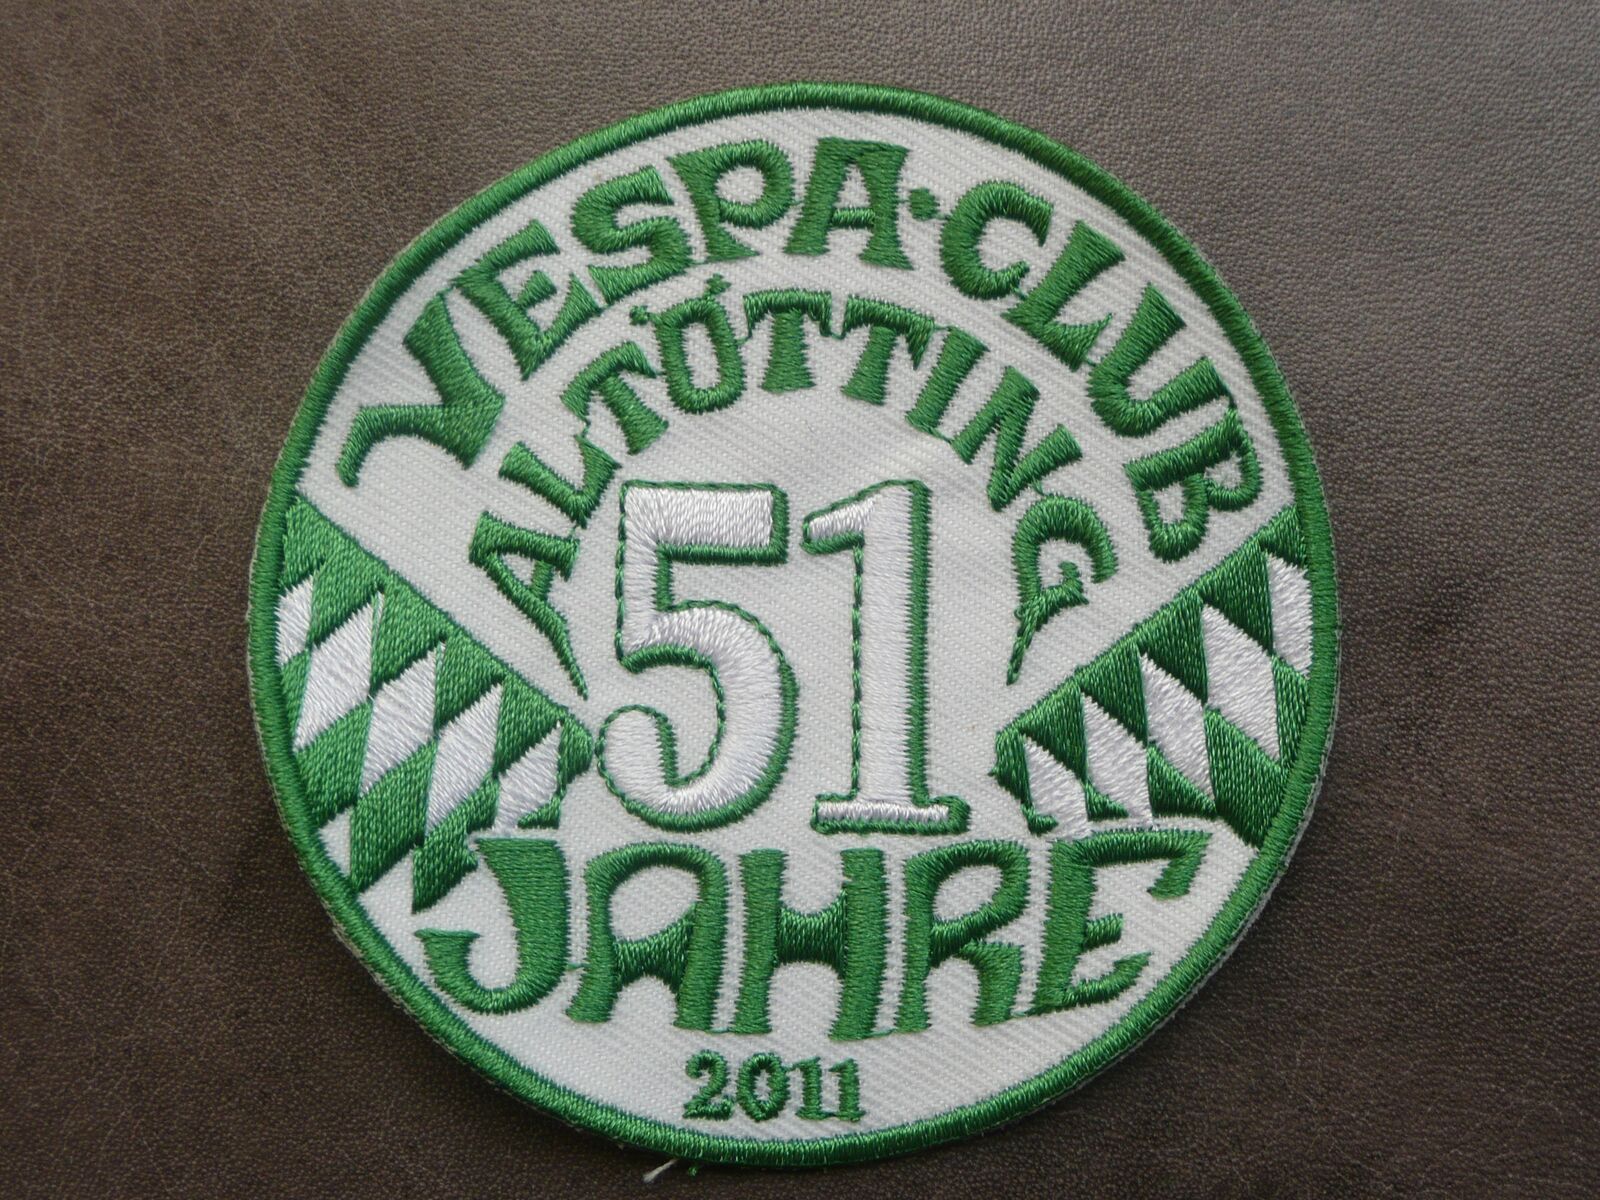 VESPA·CLUB
ALTÖTTING
51
JAHRE
2011